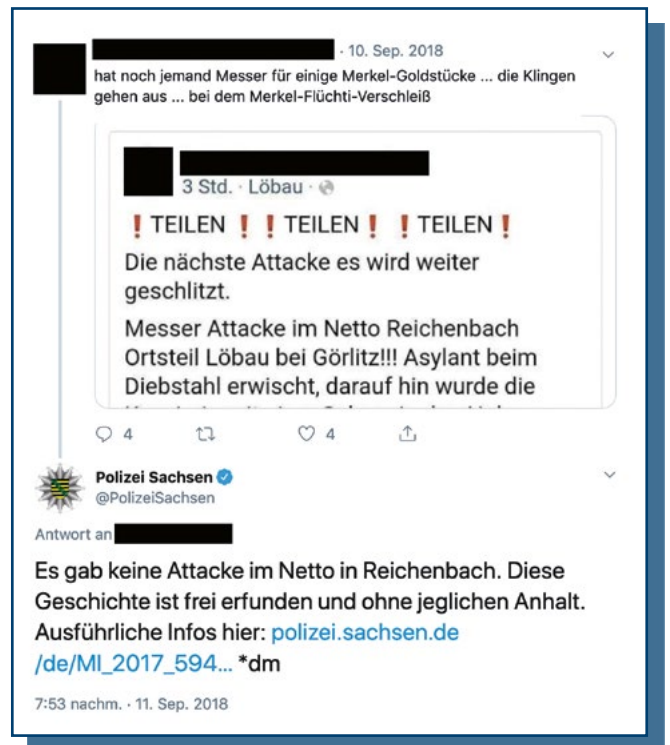 · 10. Sep. 2018
hat noch jemand Messer für einige Merkel-Goldstücke ... die Klingen
gehen aus ... bei dem Merkel-Flüchti-Verschleiß
3 Std. · Löbau ·
❗TEILEN❗❗TEILEN❗❗TEILEN❗
Die nächste Attacke es wird weiter
geschlitzt.
Messer Attacke im Netto Reichenbach
Ortsteil Löbau bei Görlitz!!! Asylant beim
Diebstahl erwischt, darauf hin wurde die
4 4
Polizei Sachsen
@PolizeiSachsen
Antwort an
Es gab keine Attacke im Netto in Reichenbach. Diese
Geschichte ist frei erfunden und ohne jeglichen Anhalt.
Ausführliche Infos hier: polizei.sachsen.de
/de/MI_2017_594... *dm
7:53 nachm. · 11. Sep. 2018